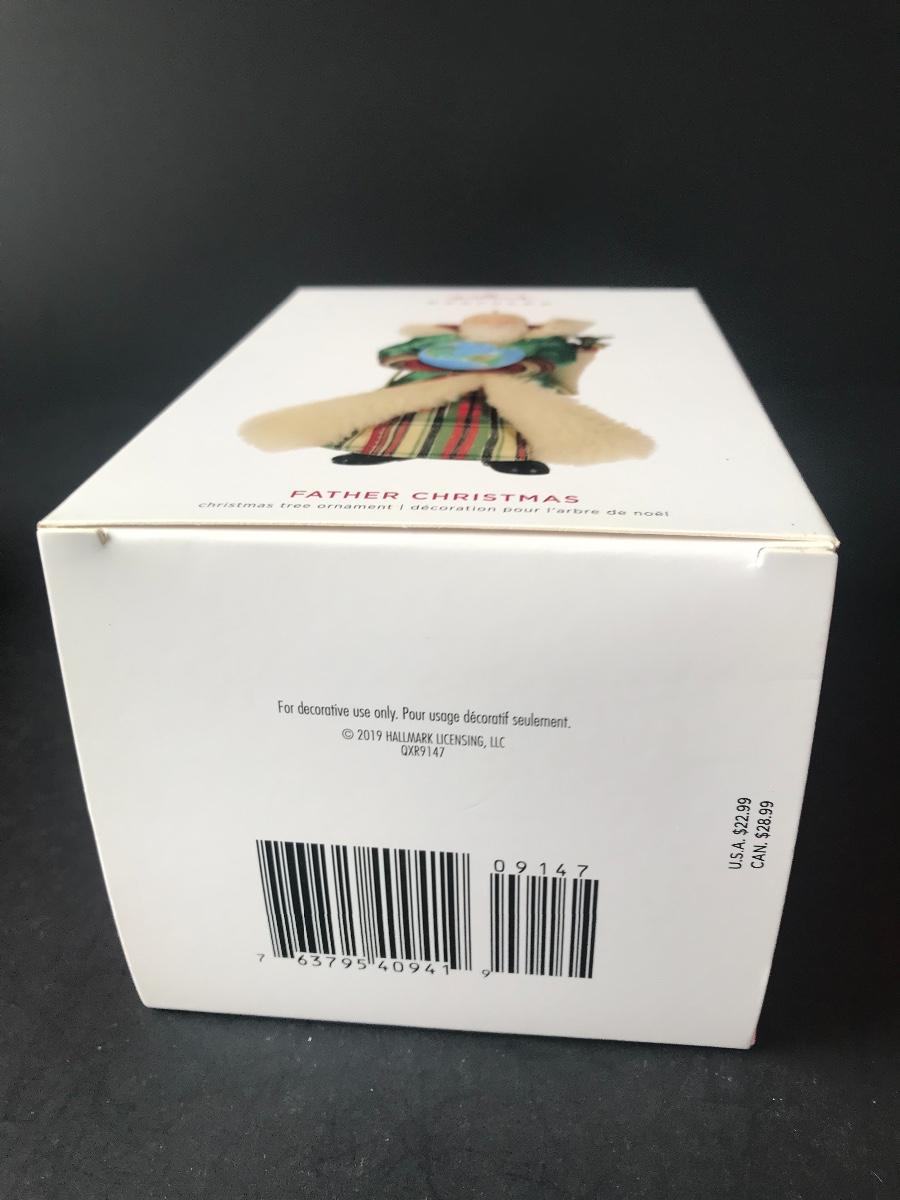 FATHER CHRISTMAS
christmas tree ornament | décoration pour l'arbre de noël
For decorative use only. Pour usage décoratif seulement.
© 2019 HALLMARK LICENSING, LLC
QXR9147
U.S.A. $22.99
CAN. $28.99
09147
7 63795 40941 9